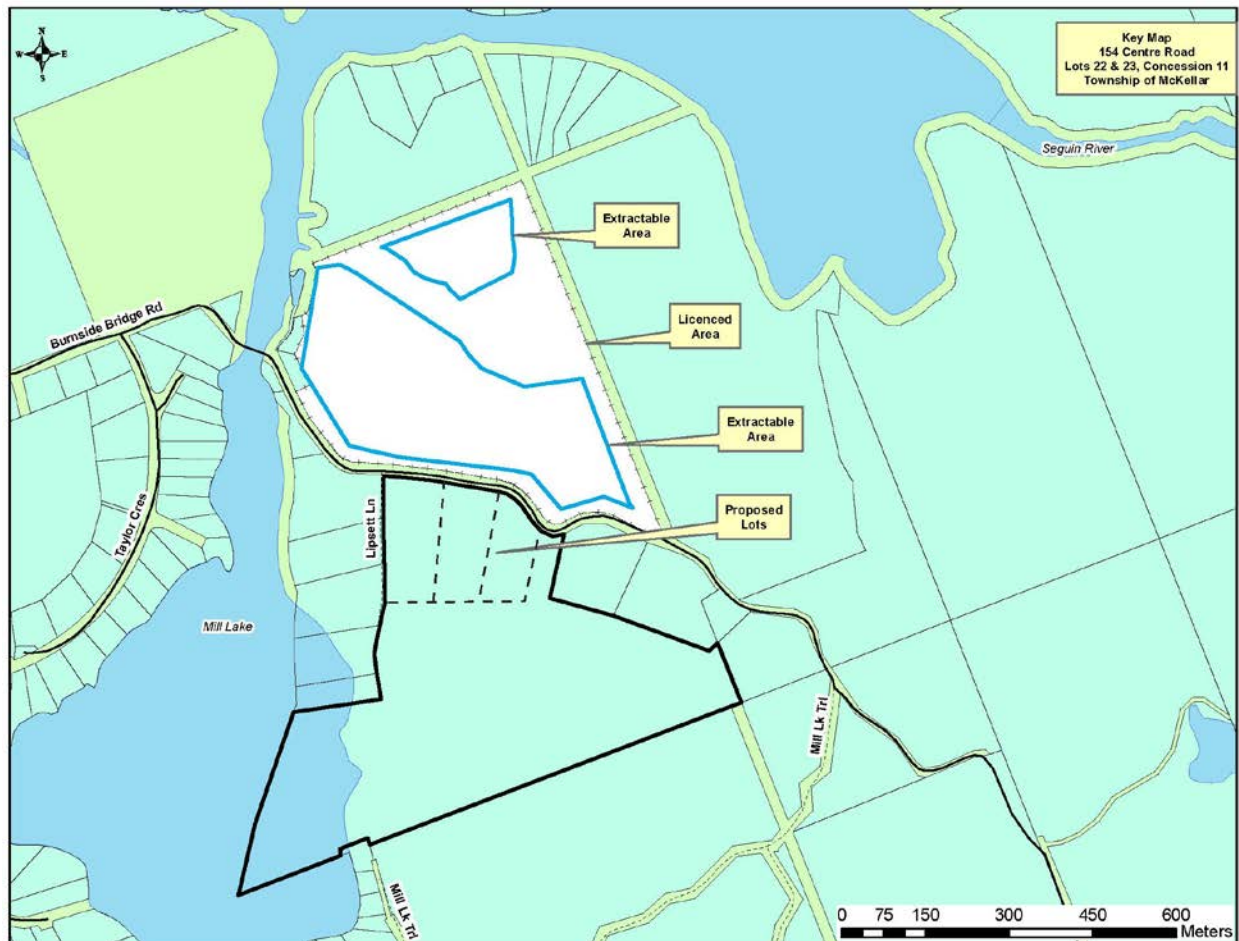 N
W E
S
Key Map
154 Centre Road
Lots 22 & 23, Concession 11
Township of McKellar
Seguin River
Extractable
Area
Licenced
Area
Burnside Bridge Rd
Extractable
Area
Taylor Cres
Lipsett Ln
Proposed
Lots
Mill Lake
Mill Lk Trl
Mill Lk Trl
0 75 150 300 450 600
Meters